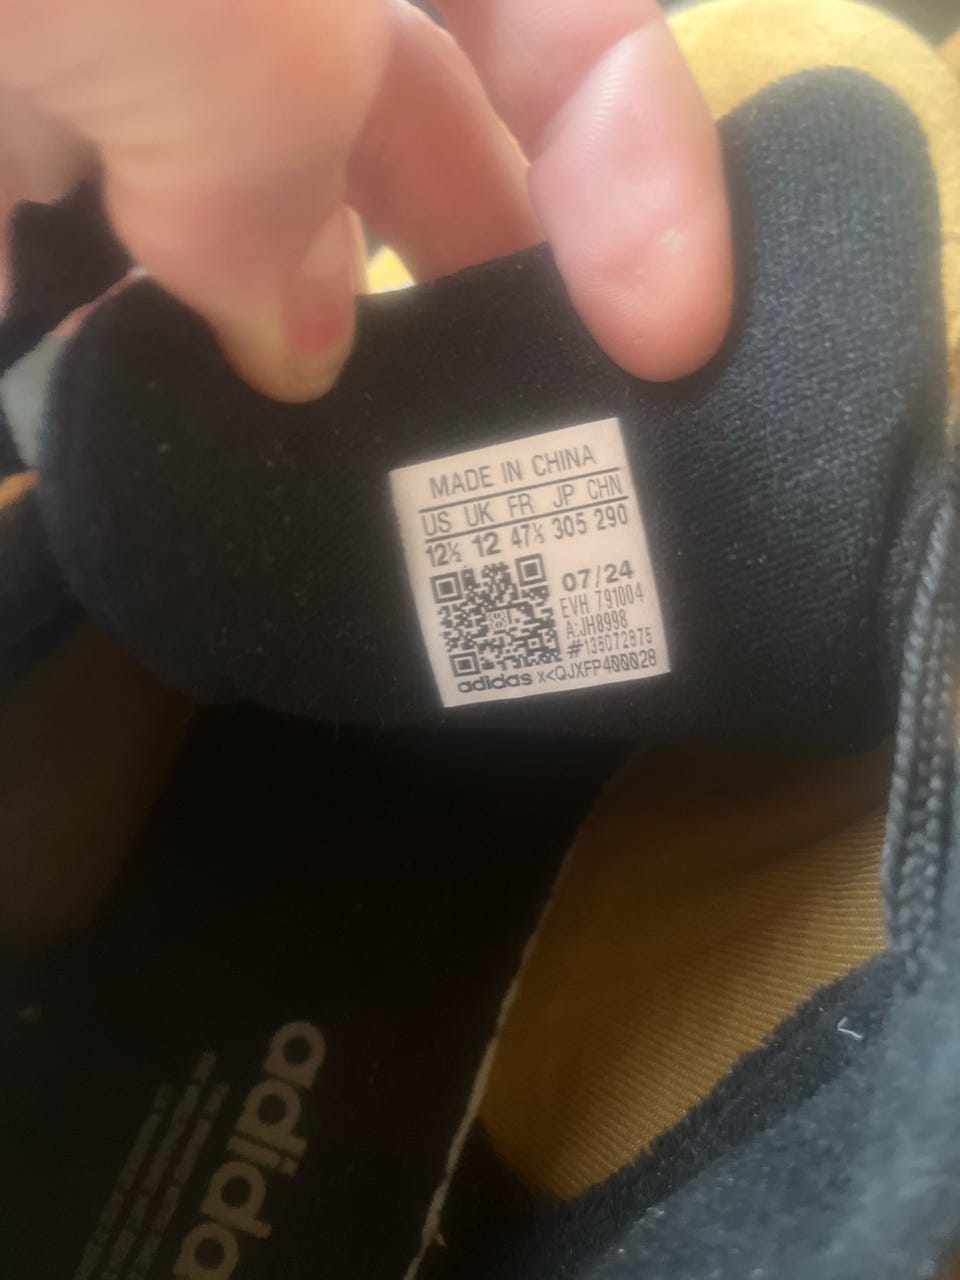 MADE IN CHINA
US UK FR JP CHN
12½ 12 47⅓ 305 290
07/24
EVH 791004
A:JH8998
#135072875
adidas x<QJXFP400028
adidas